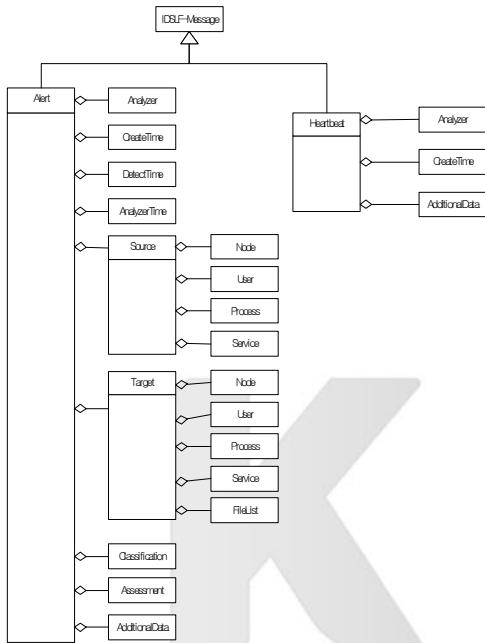 IDSLF-Message
Alert
Analyzer
CreateTime
DetectTime
AnalyzerTime
Source
Node
User
Process
Service
Target
Node
User
Process
Service
FileList
Classification
Assessment
AdditionalData
Heartbeat
Analyzer
CreateTime
AdditionalData